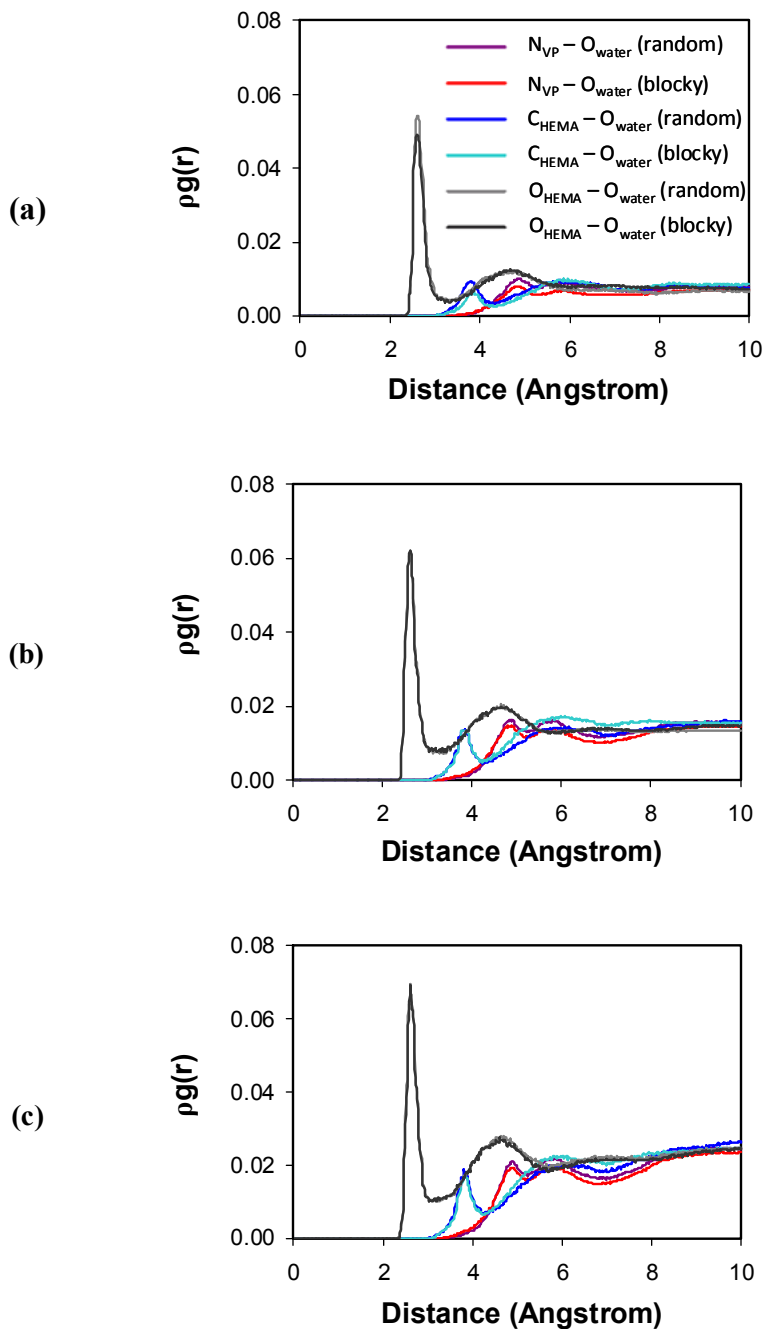 0.08
0.06
0.04
0.02
0.00
ρg(r)
N_VP – O_water (random)
N_VP – O_water (blocky)
C_HEMA – O_water (random)
C_HEMA – O_water (blocky)
O_HEMA – O_water (random)
O_HEMA – O_water (blocky)
(a)
0 2 4 6 8 10
Distance (Angstrom)
0.08
0.06
0.04
0.02
0.00
ρg(r)
(b)
0 2 4 6 8 10
Distance (Angstrom)
0.08
0.06
0.04
0.02
0.00
ρg(r)
(c)
0 2 4 6 8 10
Distance (Angstrom)